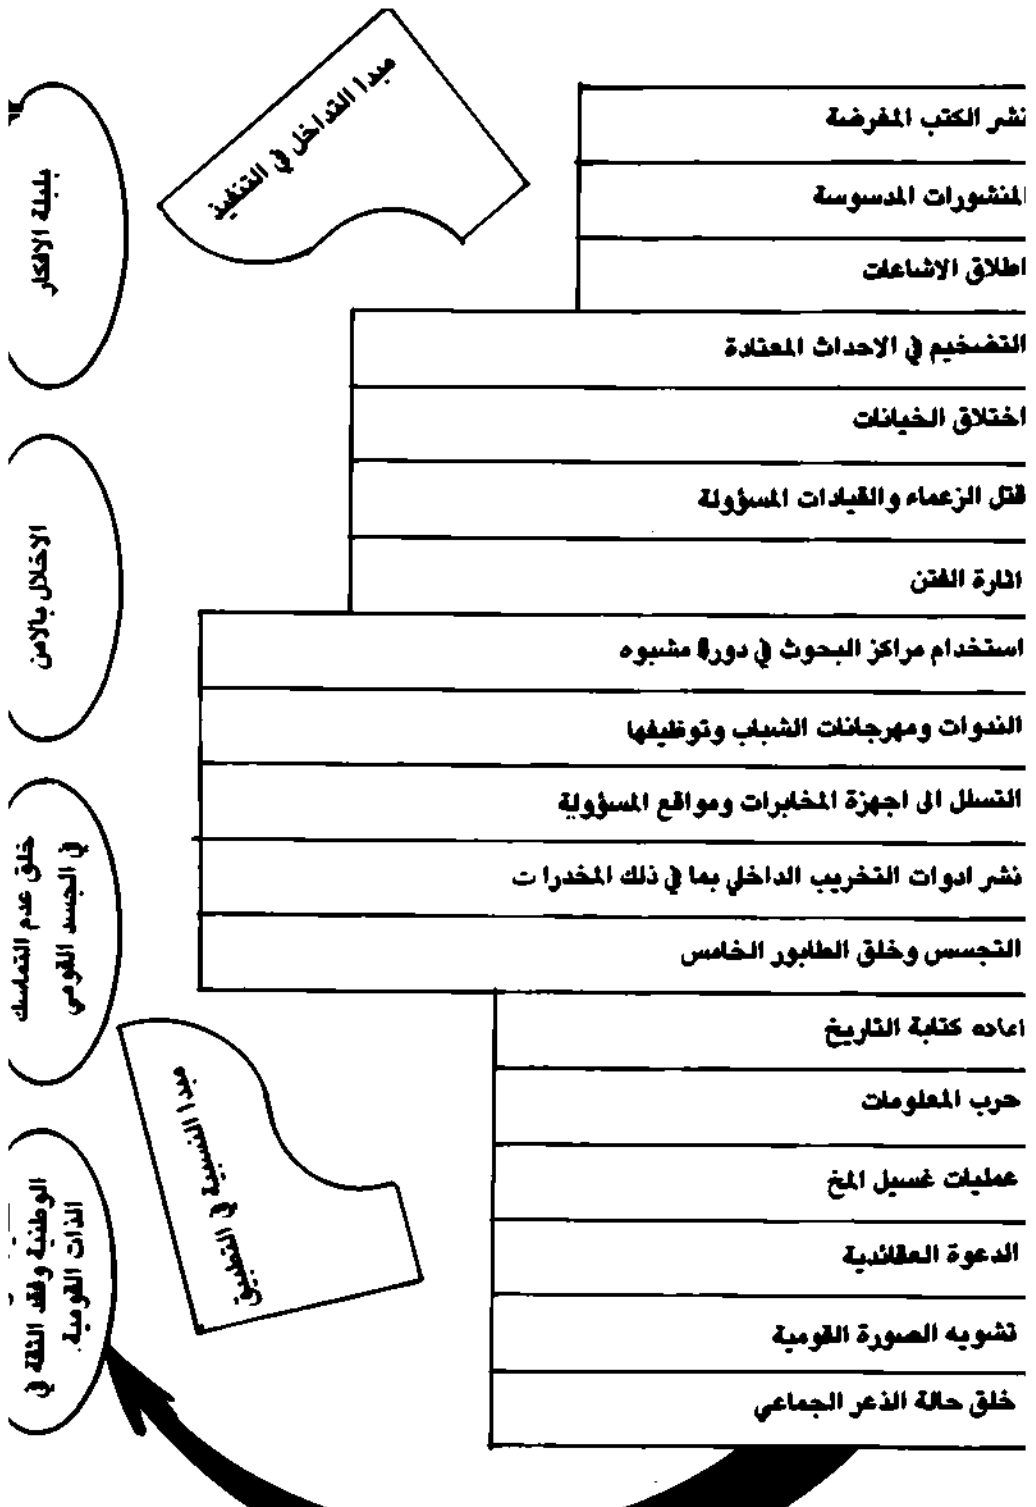 مبدا التداخل في التنفيذ
نشر الكتب المغرضة
المنشورات المدسوسة
اطلاق الاشاعات
التضخيم في الاحداث المعتادة
اختلاق الخيانات
قتل الزعماء والقيادات المسؤولة
اثارة الفتن
استخدام مراكز البحوث في دور مشبوه
الندوات ومهرجانات الشباب وتوظيفها
التسلل الى اجهزة المخابرات ومواقع المسؤولية
نشر ادوات التخريب الداخلي بما في ذلك المخدرات
التجسس وخلق الطابور الخامس
اعاده كتابة التاريخ
حرب المعلومات
عمليات غسيل المخ
الدعوة العقائدية
تشويه الصورة القومية
خلق حالة الذعر الجماعي
بلبلة الافكار
الاخلال بالامن
خلق عدم التماسك
في الجسد القومي
مبدا النسبية في التطبيق
الوطنية وفقد الثقة في
الذات القومية.